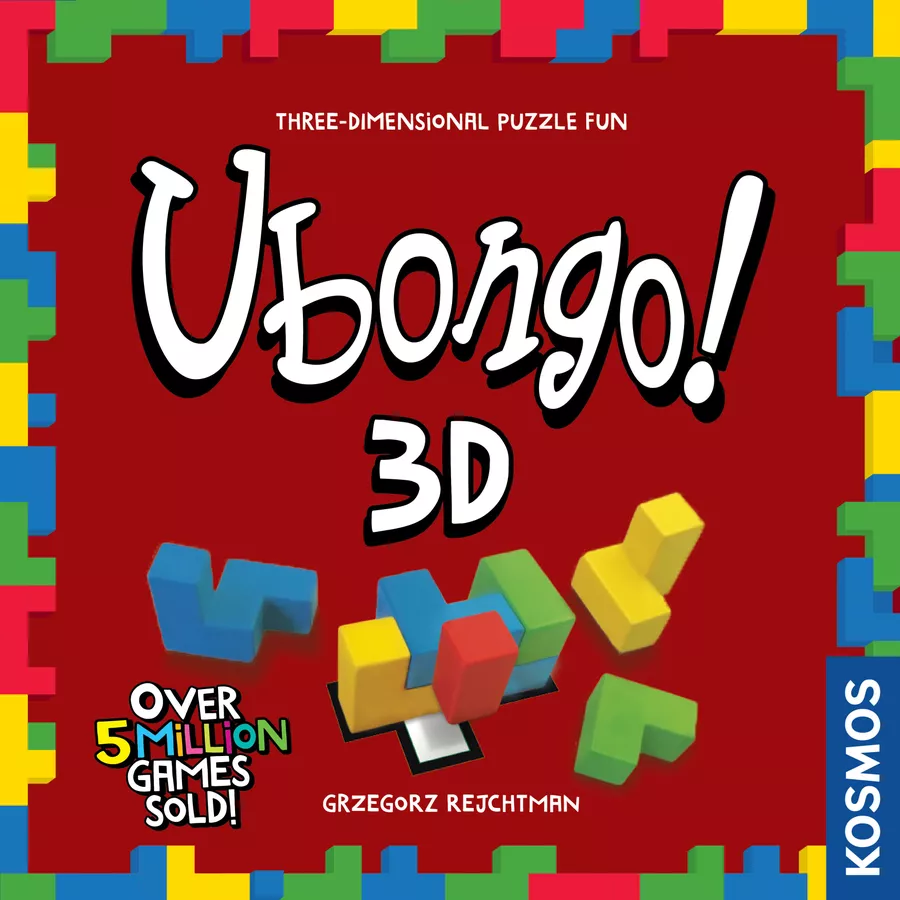 THREE-DIMENSIONAL PUZZLE FUN
Ubongo!
3D
OVER
5 MILLION
GAMES
SOLD!
GRZEGORZ REJCHTMAN
KOSMOS